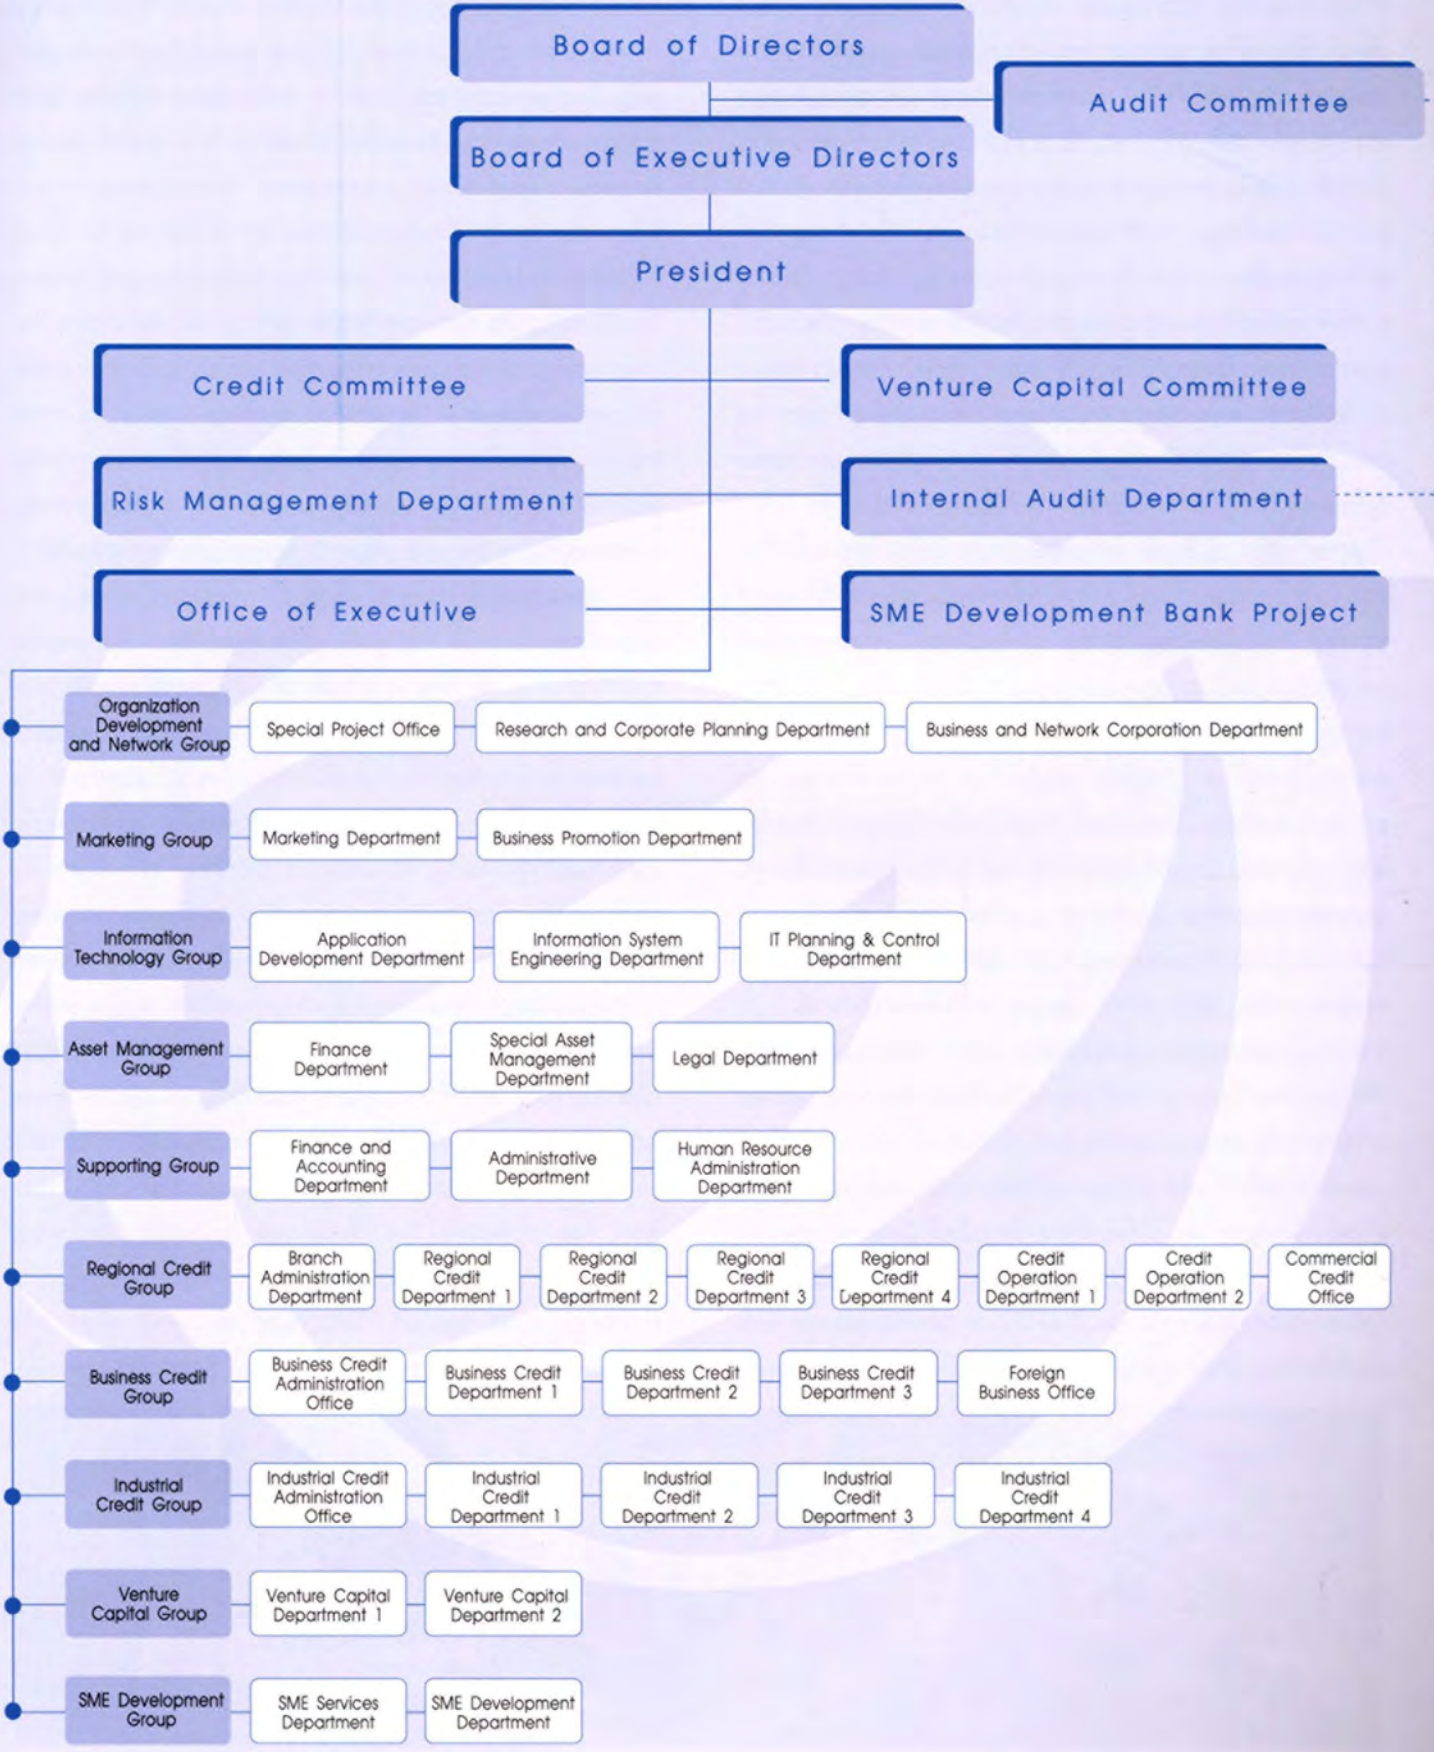 Board of Directors
Audit Committee
Board of Executive Directors
President
Credit Committee
Venture Capital Committee
Risk Management Department
Internal Audit Department
Office of Executive
SME Development Bank Project
Organization
Development
and Network Group
Special Project Office
Research and Corporate Planning Department
Business and Network Corporation Department
Marketing Group
Marketing Department
Business Promotion Department
Information
Technology Group
Application
Development Department
Information System
Engineering Department
IT Planning & Control
Department
Asset Management
Group
Finance
Department
Special Asset
Management
Department
Legal Department
Supporting Group
Finance and
Accounting
Department
Administrative
Department
Human Resource
Administration
Department
Regional Credit
Group
Branch
Administration
Department
Regional
Credit
Department 1
Regional
Credit
Department 2
Regional
Credit
Department 3
Regional
Credit
Department 4
Credit
Operation
Department 1
Credit
Operation
Department 2
Commercial
Credit
Office
Business Credit
Group
Business Credit
Administration
Office
Business Credit
Department 1
Business Credit
Department 2
Business Credit
Department 3
Foreign
Business Office
Industrial
Credit Group
Industrial Credit
Administration
Office
Industrial
Credit
Department 1
Industrial
Credit
Department 2
Industrial
Credit
Department 3
Industrial
Credit
Department 4
Venture
Capital Group
Venture Capital
Department 1
Venture Capital
Department 2
SME Development
Group
SME Services
Department
SME Development
Department